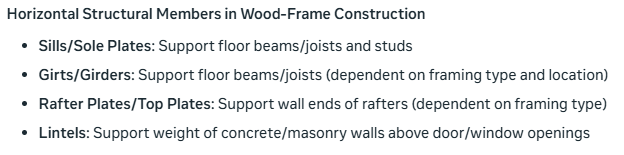 Horizontal Structural Members in Wood-Frame Construction
• Sills/Sole Plates: Support floor beams/joists and studs
• Girts/Girders: Support floor beams/joists (dependent on framing type and location)
• Rafter Plates/Top Plates: Support wall ends of rafters (dependent on framing type)
• Lintels: Support weight of concrete/masonry walls above door/window openings